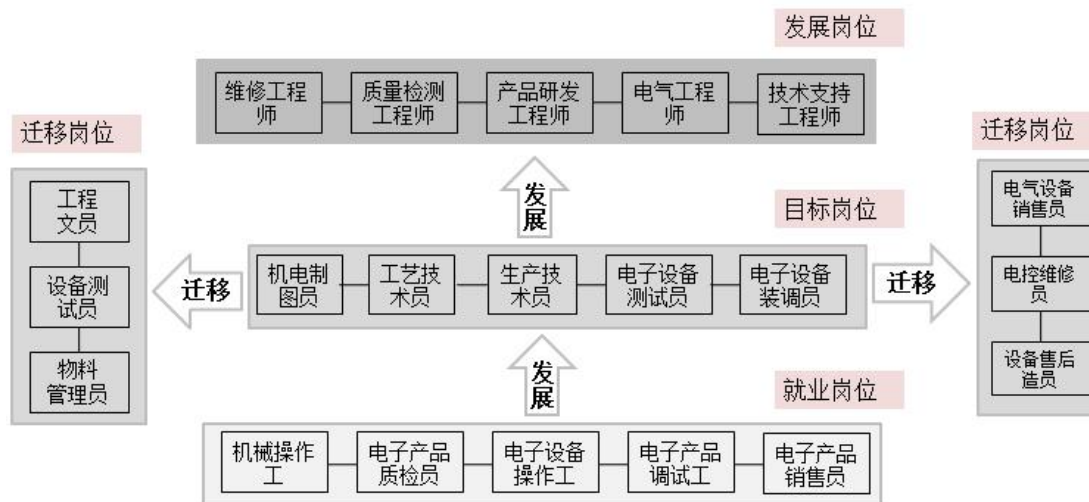 发展岗位
维修工程
师
质量检测
工程师
产品研发
工程师
电气工程
师
技术支持
工程师
迁移岗位
工程
文员
设备测
试员
物料
管理员
迁移
发展
目标岗位
机电制
图员
工艺技
术员
生产技
术员
电子设备
测试员
电子设备
装调员
迁移
迁移岗位
电气设备
销售员
电控维修
员
设备售后
造员
发展
就业岗位
机械操作
工
电子产品
质检员
电子设备
操作工
电子产品
调试工
电子产品
销售员